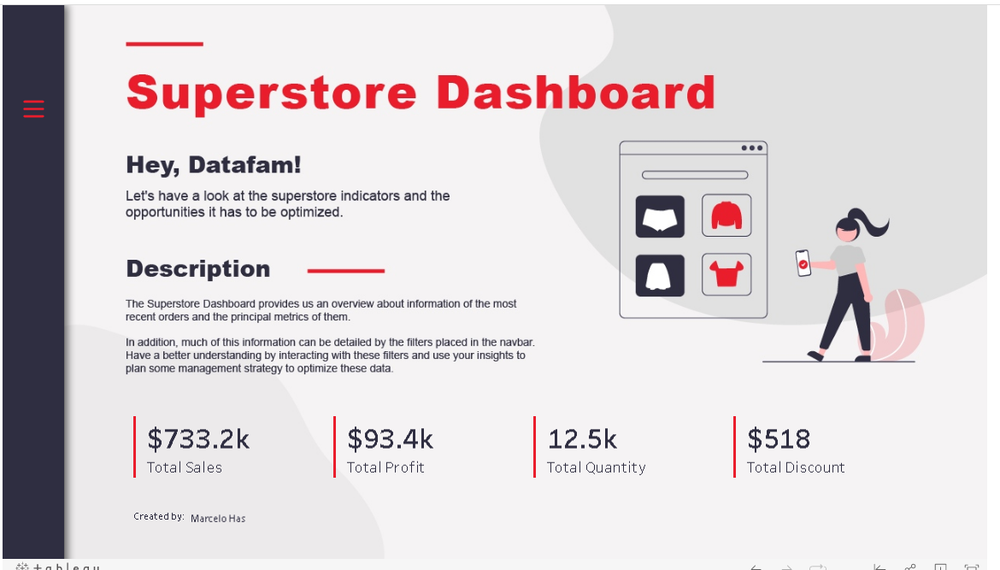 Superstore Dashboard
Hey, Datafam!
Let's have a look at the superstore indicators and the
opportunities it has to be optimized.
Description
The Superstore Dashboard provides us an overview about information of the most
recent orders and the principal metrics of them.
In addition, much of this information can be detailed by the filters placed in the navbar.
Have a better understanding by interacting with these filters and use your insights to
plan some management strategy to optimize these data.
$733.2k
Total Sales
$93.4k
Total Profit
12.5k
Total Quantity
$518
Total Discount
Created by: Marcelo Has
tableau